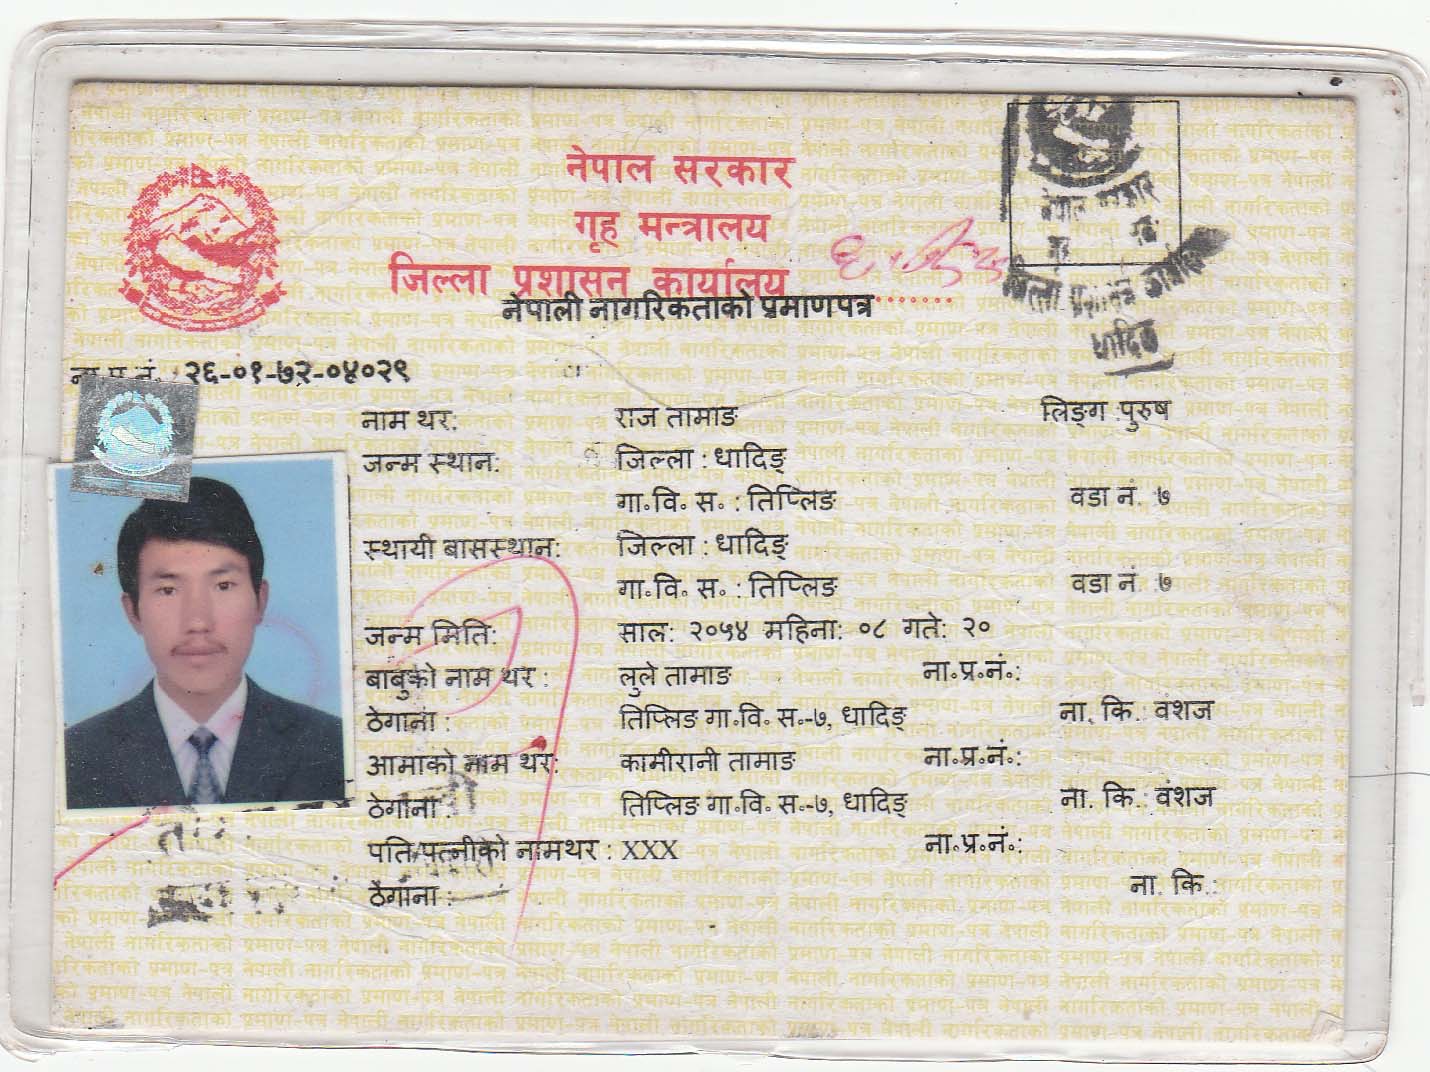 नेपाल सरकार
गृह मन्त्रालय
जिल्ला प्रशासन कार्यालय
नेपाली नागरिकताको प्रमाणपत्र
नेपाल सरकार
जिल्ला प्रशासन कार्यालय
धादिङ
ना.प्र.नं. २६-०१-७२-०४०२९
नाम थर: राज तामाङ लिङ्ग :पुरुष
जन्म स्थान: जिल्ला : धादिङ्
गा.वि. स. : तिप्लिङ वडा नं. ७
स्थायी बासस्थान: जिल्ला : धादिङ्
गा.वि. स. : तिप्लिङ वडा नं. ७
जन्म मिति: साल: २०५४ महिना: ०८ गते: २०
बाबुको नाम थर : लुले तामाङ ना.प्र.नं.:
ठेगाना : तिप्लिङ गा.वि. स.-७, धादिङ् ना. कि.: वंशज
आमाको नाम थर: कामीरानी तामाङ ना.प्र.नं.:
ठेगाना : तिप्लिङ गा.वि. स.-७, धादिङ् ना. कि.: वंशज
पति/पत्नीको नामथर : XXX ना.प्र.नं.:
ठेगाना : ना. कि.: